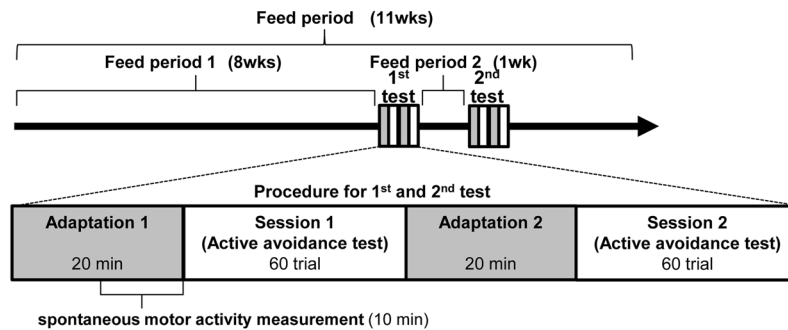 Feed period (11wks)
Feed period 1 (8wks)
Feed period 2 (1wk)
1st
test
2nd
test
Procedure for 1st and 2nd test
Adaptation 1
20 min
Session 1
(Active avoidance test)
60 trial
Adaptation 2
20 min
Session 2
(Active avoidance test)
60 trial
spontaneous motor activity measurement (10 min)